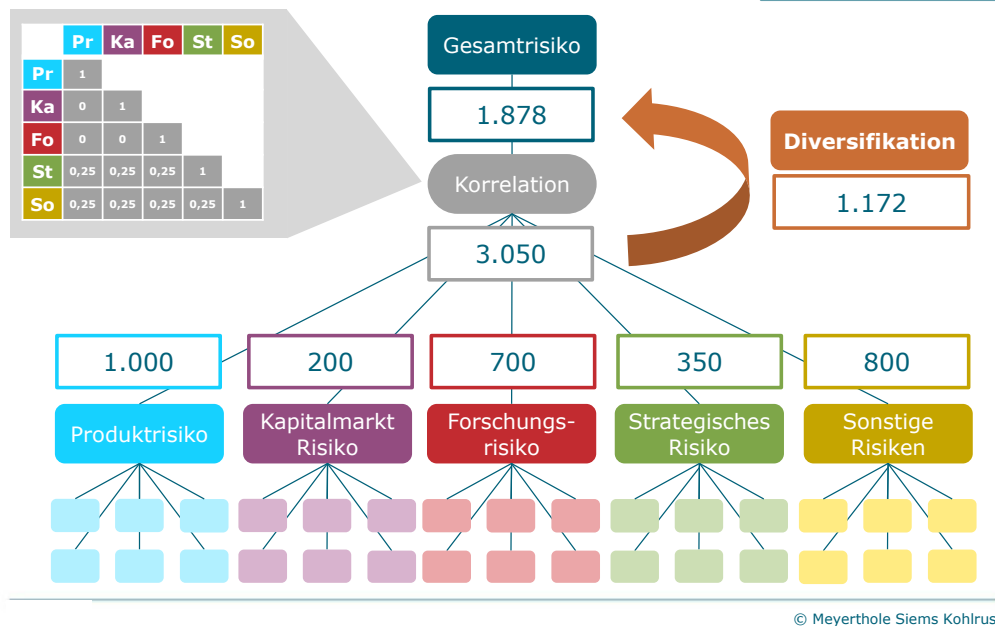 Pr Ka Fo St So
Pr 1
Ka 0 1
Fo 0 0 1
St 0,25 0,25 0,25 1
So 0,25 0,25 0,25 0,25 1
Gesamtrisiko
1.878
Korrelation
3.050
Diversifikation
1.172
1.000 200 700 350 800
Produktrisiko
Kapitalmarkt
Risiko
Forschungs-
risiko
Strategisches
Risiko
Sonstige
Risiken
© Meyerthole Siems Kohlrus